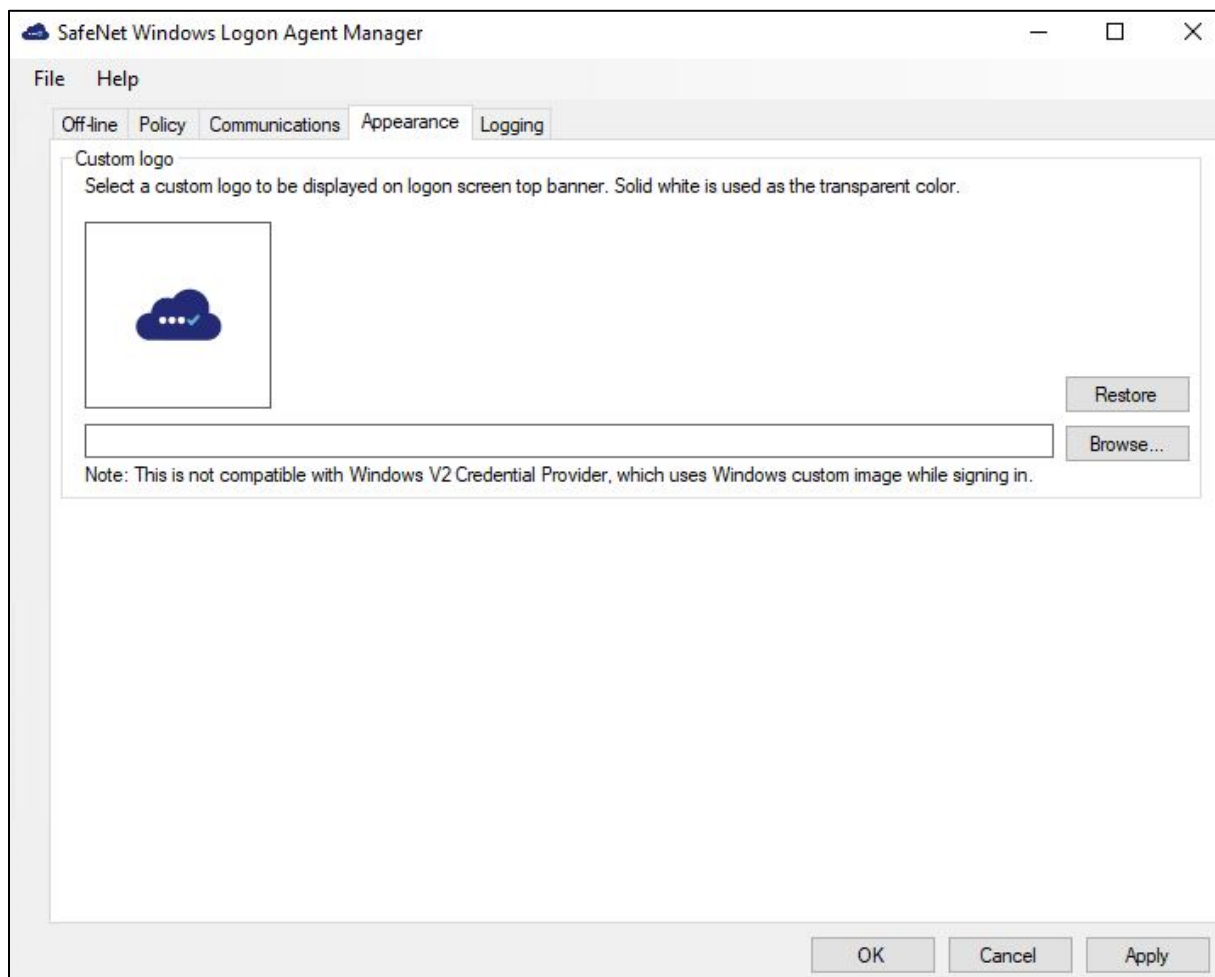 SafeNet Windows Logon Agent Manager
File Help
Off-line Policy Communications Appearance Logging
Custom logo
Select a custom logo to be displayed on logon screen top banner. Solid white is used as the transparent color.
Restore
Browse...
Note: This is not compatible with Windows V2 Credential Provider, which uses Windows custom image while signing in.
OK Cancel Apply